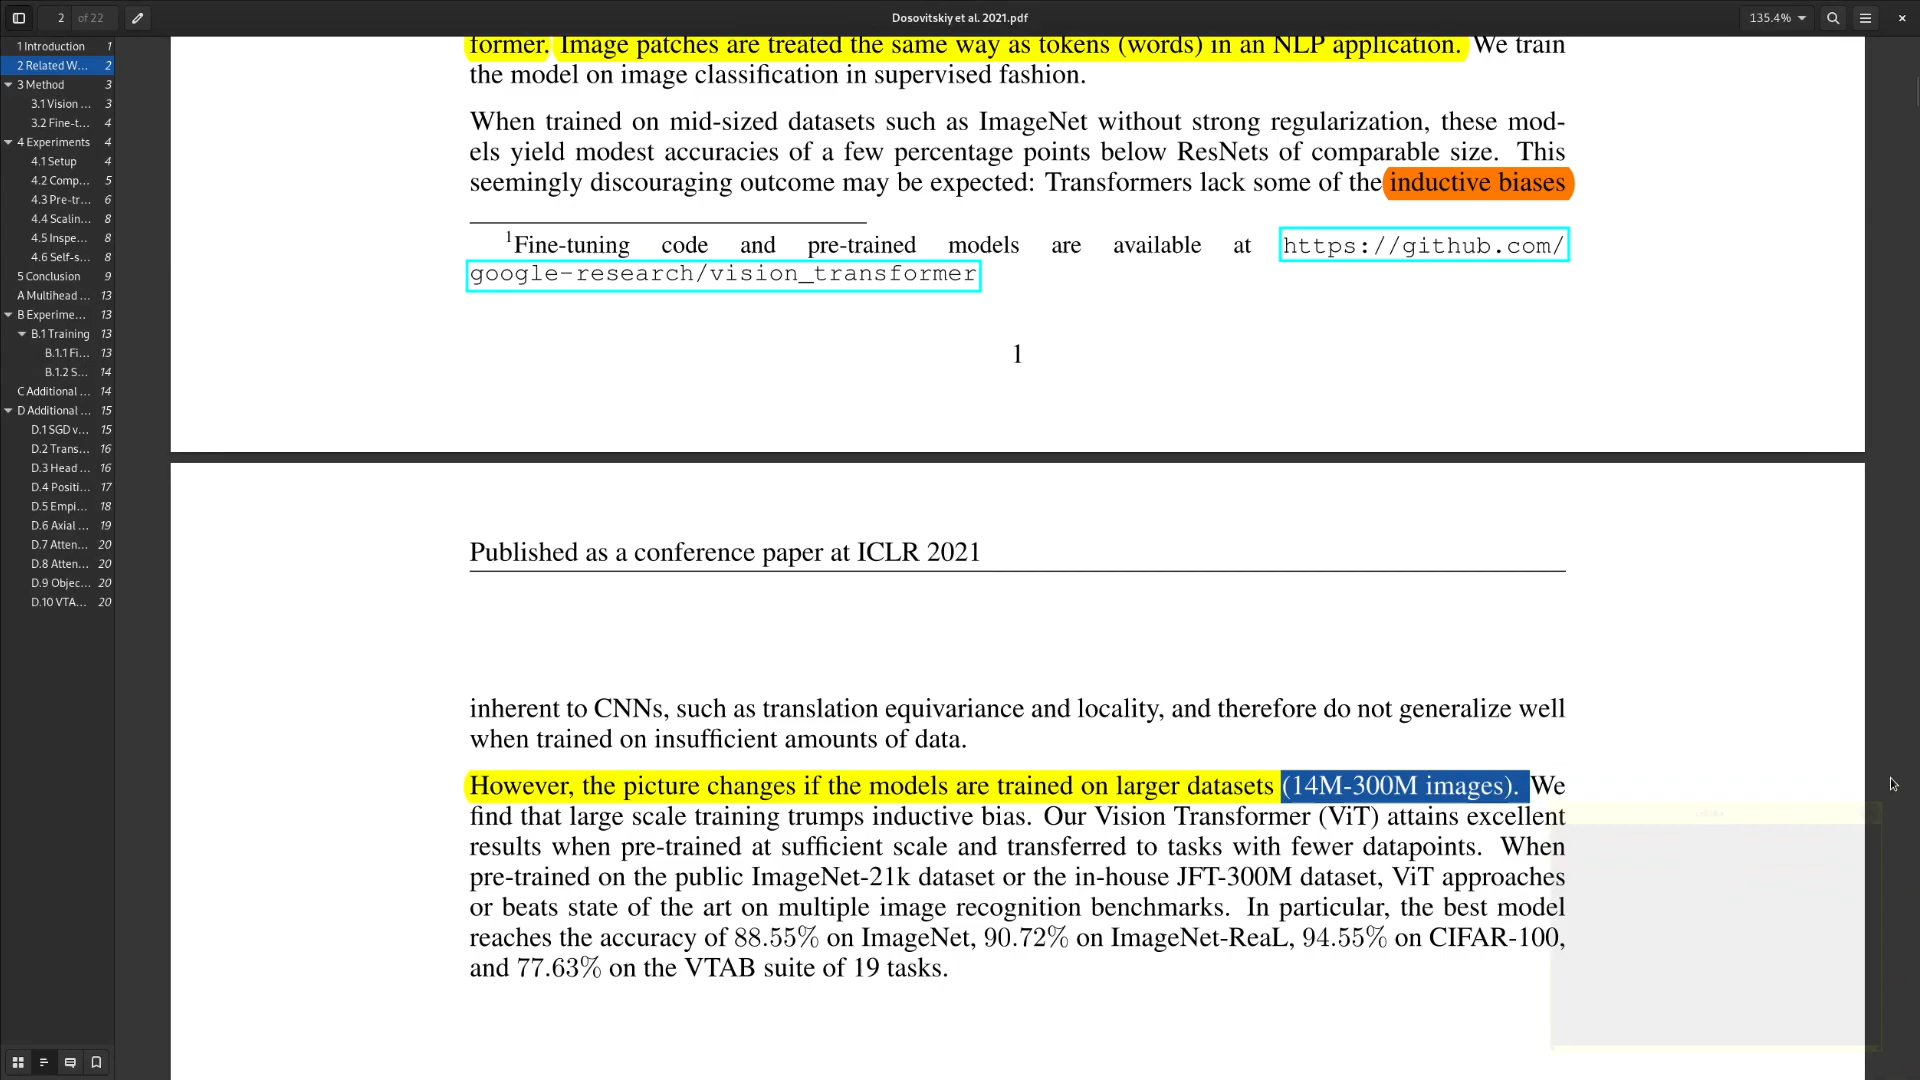 2 of 22
Dosovitskiy et al. 2021.pdf
135.4%
1 Introduction 1
2 Related W... 2
3 Method 3
3.1 Vision ... 3
3.2 Fine-t... 4
4 Experiments 4
4.1 Setup 4
4.2 Comp... 5
4.3 Pre-tr... 6
4.4 Scalin... 8
4.5 Inspe... 8
4.6 Self-s... 8
5 Conclusion 9
A Multihead ... 13
B Experime... 13
B.1 Training 13
B.1.1 Fi... 13
B.1.2 S... 14
C Additional ... 14
D Additional ... 15
D.1 SGD v... 15
D.2 Trans... 16
D.3 Head ... 16
D.4 Positi... 17
D.5 Empi... 18
D.6 Axial ... 19
D.7 Atten... 20
D.8 Atten... 20
D.9 Objec... 20
D.10 VTA... 20
former. Image patches are treated the same way as tokens (words) in an NLP application. We train
the model on image classification in supervised fashion.
When trained on mid-sized datasets such as ImageNet without strong regularization, these mod-
els yield modest accuracies of a few percentage points below ResNets of comparable size. This
seemingly discouraging outcome may be expected: Transformers lack some of the inductive biases
1Fine-tuning code and pre-trained models are available at https://github.com/
google-research/vision_transformer
1
Published as a conference paper at ICLR 2021
inherent to CNNs, such as translation equivariance and locality, and therefore do not generalize well
when trained on insufficient amounts of data.
However, the picture changes if the models are trained on larger datasets (14M-300M images). We
find that large scale training trumps inductive bias. Our Vision Transformer (ViT) attains excellent
results when pre-trained at sufficient scale and transferred to tasks with fewer datapoints. When
pre-trained on the public ImageNet-21k dataset or the in-house JFT-300M dataset, ViT approaches
or beats state of the art on multiple image recognition benchmarks. In particular, the best model
reaches the accuracy of 88.55% on ImageNet, 90.72% on ImageNet-ReaL, 94.55% on CIFAR-100,
and 77.63% on the VTAB suite of 19 tasks.